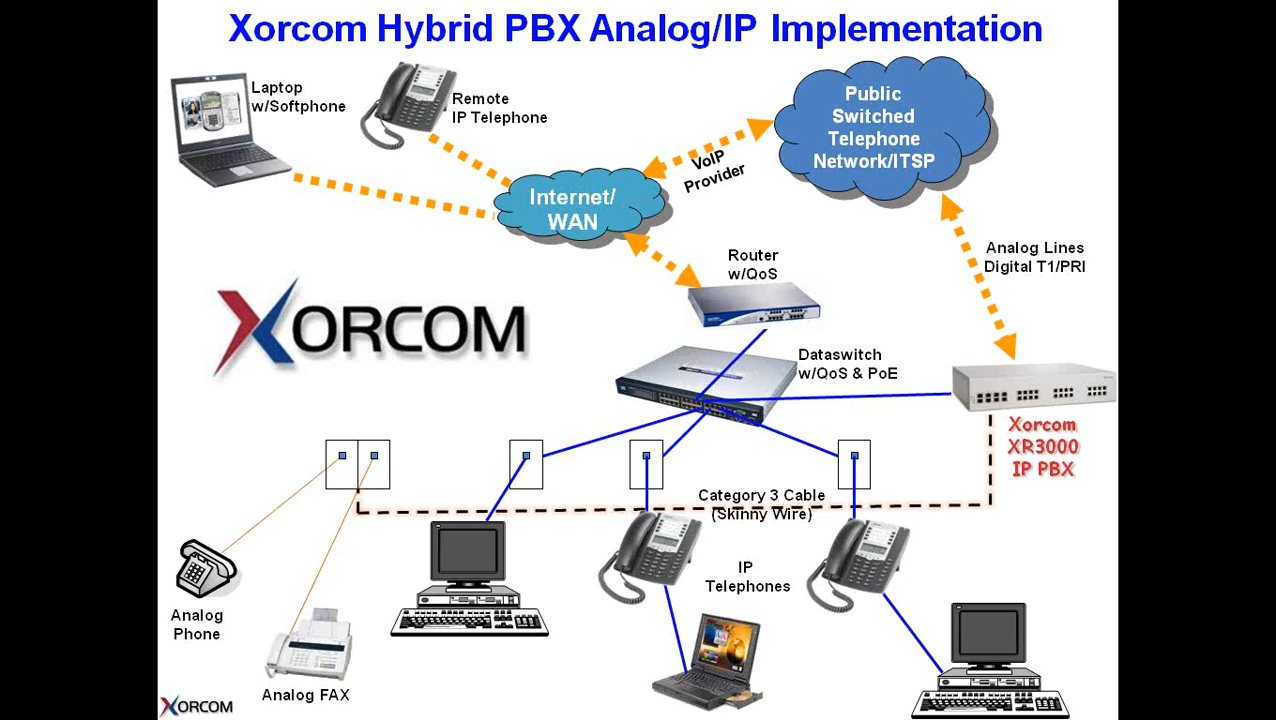 Xorcom Hybrid PBX Analog/IP Implementation
Laptop
w/Softphone
Remote
IP Telephone
Public
Switched
Telephone
Network/ITSP
VoIP
Provider
Internet/
WAN
Analog Lines
Digital T1/PRI
Router
w/QoS
XORCOM
Dataswitch
w/QoS & PoE
Xorcom
XR3000
IP PBX
Category 3 Cable
(Skinny Wire)
IP
Telephones
Analog
Phone
Analog FAX
XORCOM